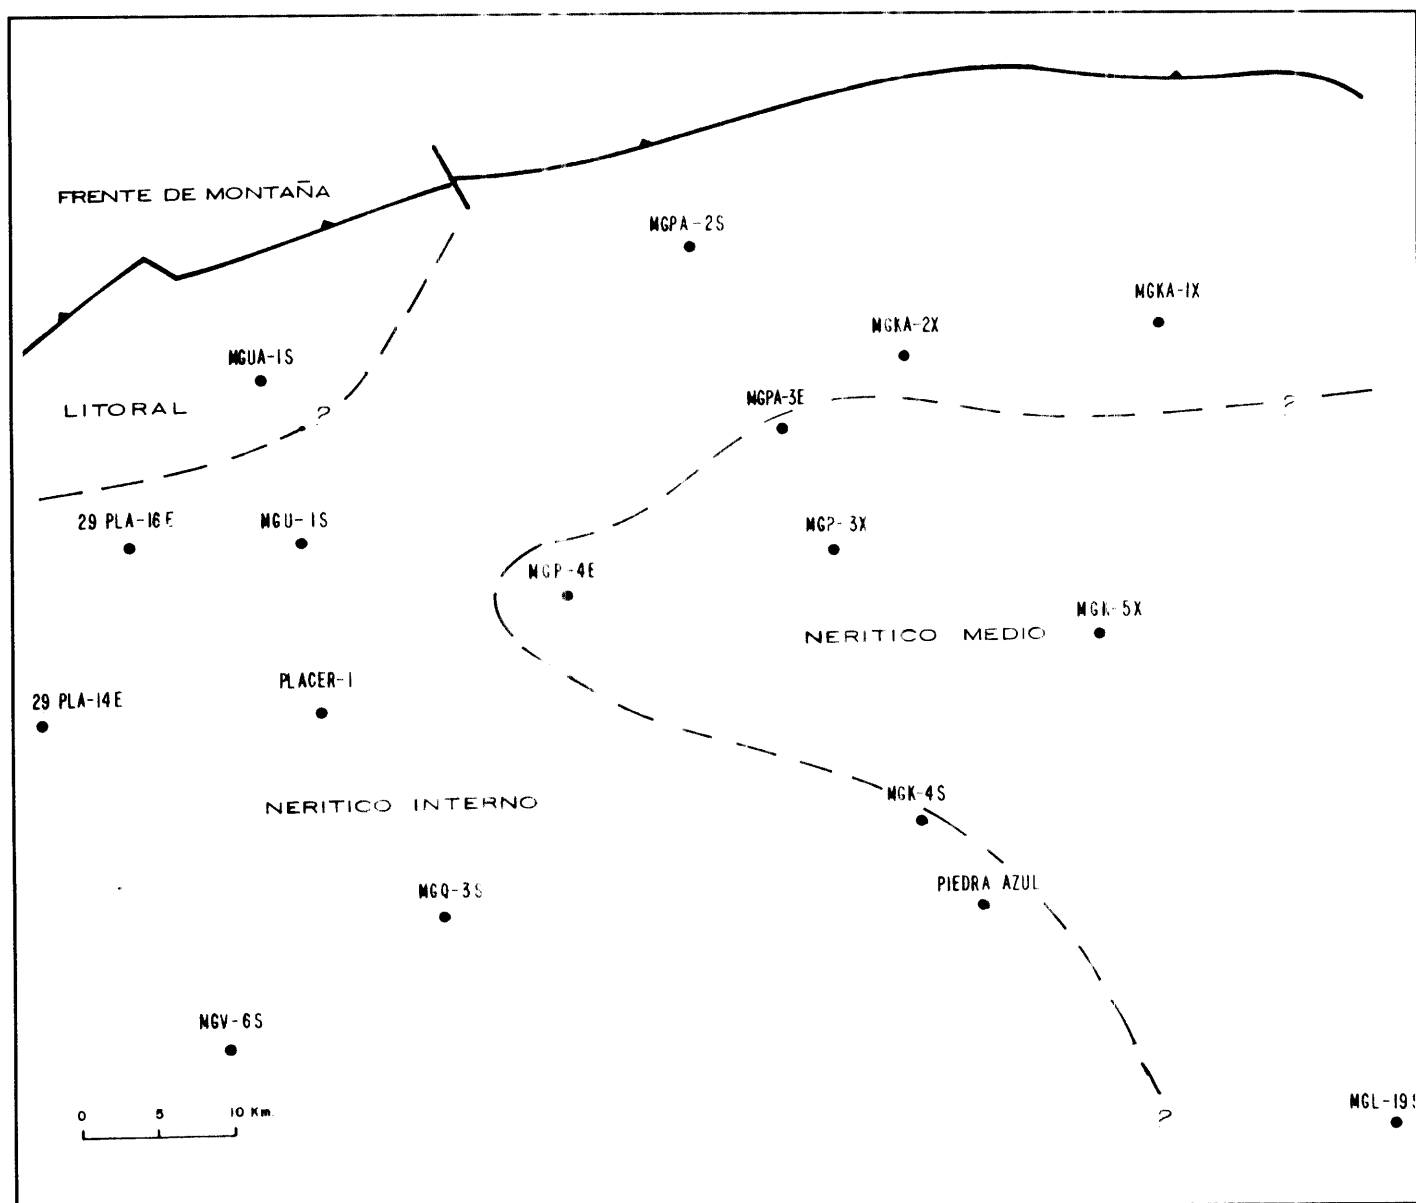 FRENTE DE MONTAÑA
MGPA-2S
MGKA-1X
MGKA-2X
MGUA-1S
LITORAL
?
MGPA-3E
?
29 PLA-16E
MGU-1S
MGP-3X
MGP-4E
MGK-5X
NERITICO MEDIO
PLACER-1
29 PLA-14E
MGK-4S
NERITICO INTERNO
PIEDRA AZUL
MGQ-3S
MGV-6S
0 5 10 Km.
?
MGL-19S